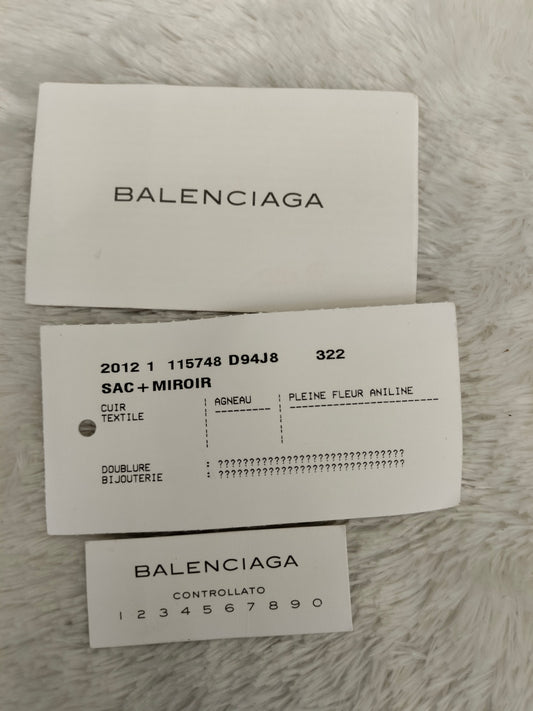 BALENCIAGA
2012 1 115748 D94J8 322
SAC+MIROIR
CUIR AGNEAU PLEINE FLEUR ANILINE
TEXTILE
DOUBLURE : ??????????????????????????????
BIJOUTERIE : ??????????????????????????????
BALENCIAGA
CONTROLLATO
1 2 3 4 5 6 7 8 9 0